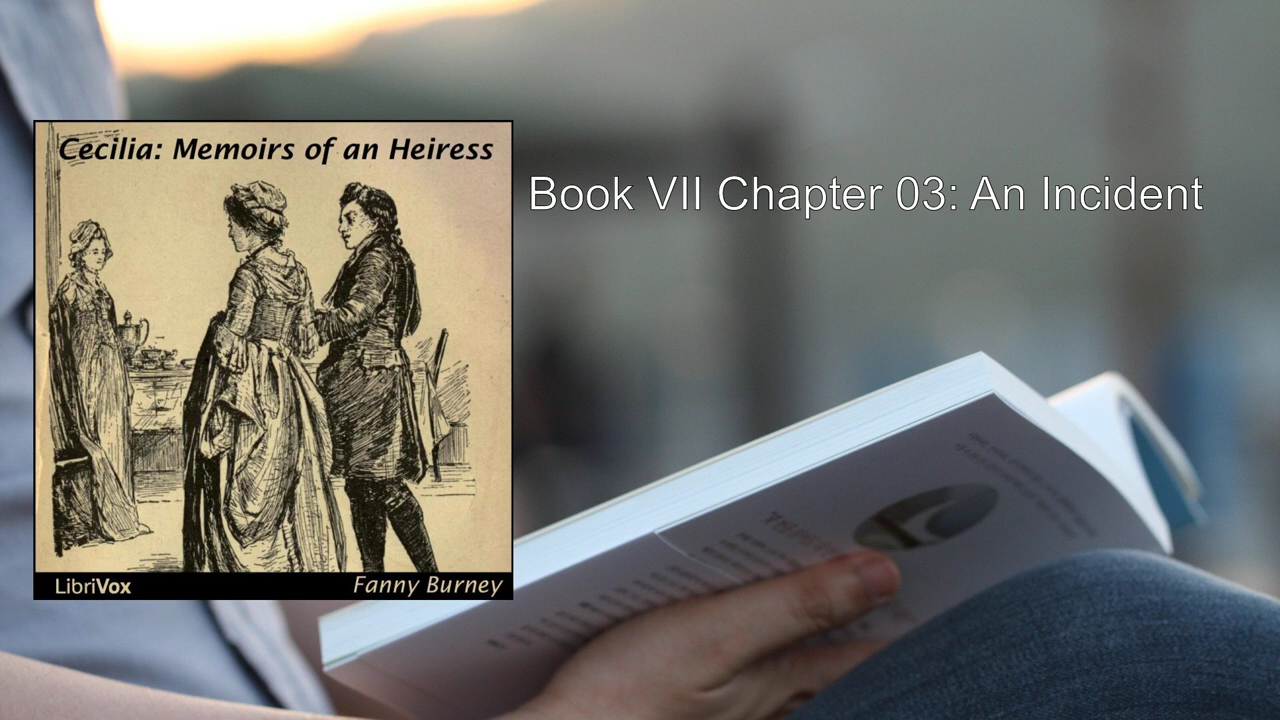 Cecilia: Memoirs of an Heiress
Book VII Chapter 03: An Incident
LibriVox
Fanny Burney